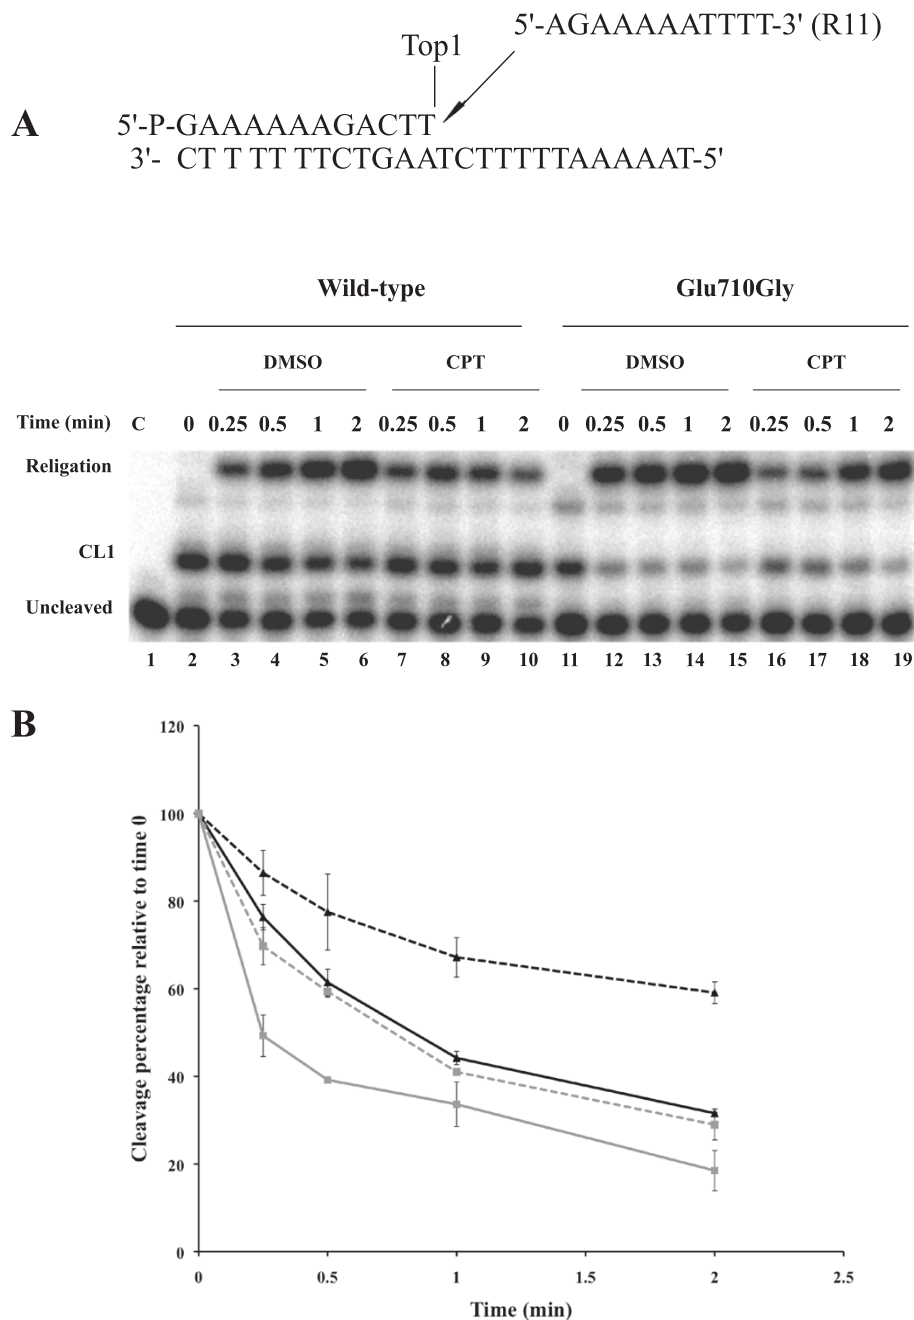 5'-AGAAAAATTTT-3' (R11)
Top1
A
5'-P-GAAAAAAGACTT
3'- CT T TT TTCTGAATCTTTTTAAAAAT-5'
Wild-type Glu710Gly
DMSO CPT DMSO CPT
Time (min) C 0 0.25 0.5 1 2 0.25 0.5 1 2 0 0.25 0.5 1 2 0.25 0.5 1 2
Religation
CL1
Uncleaved
1 2 3 4 5 6 7 8 9 10 11 12 13 14 15 16 17 18 19
B
120
100
80
60
40
20
0
Cleavage percentage relative to time 0
0 0.5 1 1.5 2 2.5
Time (min)